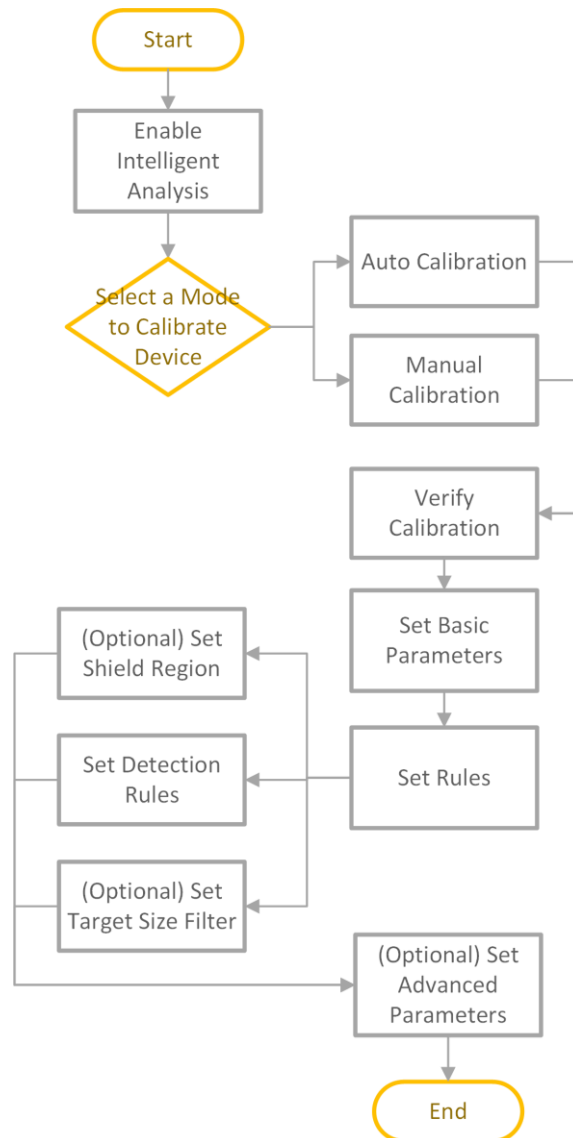 Start
Enable
Intelligent
Analysis
Select a Mode
to Calibrate
Device
Auto Calibration
Manual
Calibration
Verify
Calibration
Set Basic
Parameters
Set Rules
(Optional) Set
Shield Region
Set Detection
Rules
(Optional) Set
Target Size Filter
(Optional) Set
Advanced
Parameters
End